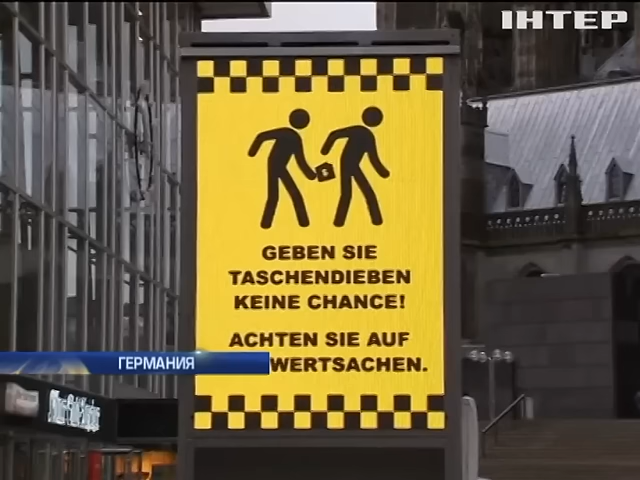 ІНТЕР
GEBEN SIE
TASCHENDIEBEN
KEINE CHANCE!
ACHTEN SIE AUF
WERTSACHEN.
ГЕРМАНИЯ